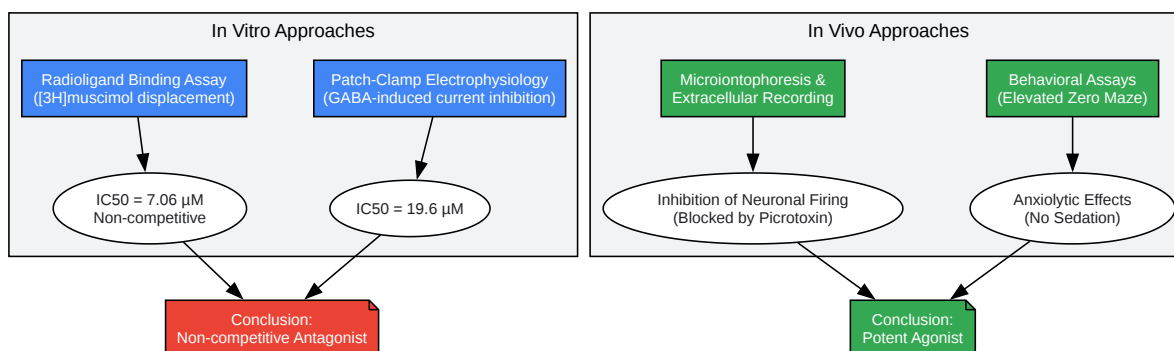 In Vitro Approaches
Radioligand Binding Assay
([3H]muscimol displacement)
Patch-Clamp Electrophysiology
(GABA-induced current inhibition)
IC50 = 7.06 µM
Non-competitive
IC50 = 19.6 µM
Conclusion:
Non-competitive Antagonist
In Vivo Approaches
Microiontophoresis &
Extracellular Recording
Behavioral Assays
(Elevated Zero Maze)
Inhibition of Neuronal Firing
(Blocked by Picrotoxin)
Anxiolytic Effects
(No Sedation)
Conclusion:
Potent Agonist